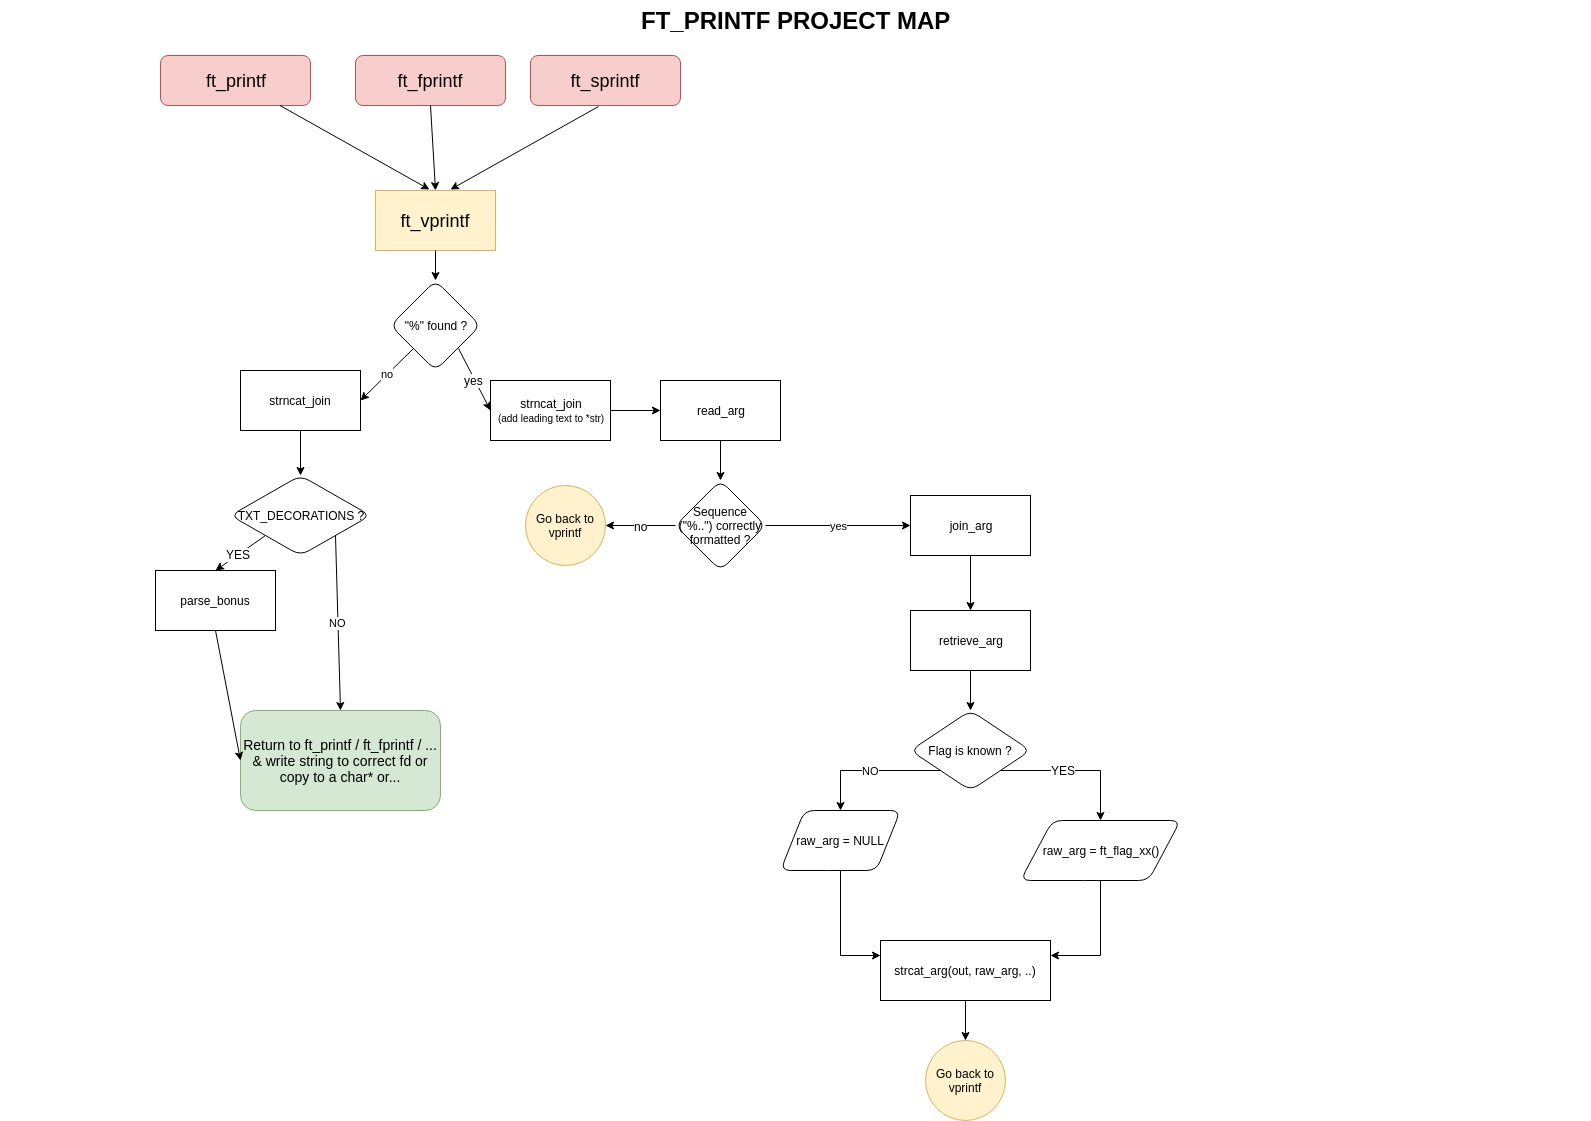 FT_PRINTF PROJECT MAP
ft_printf
ft_fprintf
ft_sprintf
ft_vprintf
"%" found ?
no
yes
strncat_join
strncat_join
(add leading text to *str)
read_arg
TXT_DECORATIONS ?
Go back to
vprintf
no
Sequence
("%..") correctly
formatted ?
yes
join_arg
YES
parse_bonus
NO
retrieve_arg
Return to ft_printf / ft_fprintf / ...
& write string to correct fd or
copy to a char* or...
Flag is known ?
NO
YES
raw_arg = NULL
raw_arg = ft_flag_xx()
strcat_arg(out, raw_arg, ..)
Go back to
vprintf